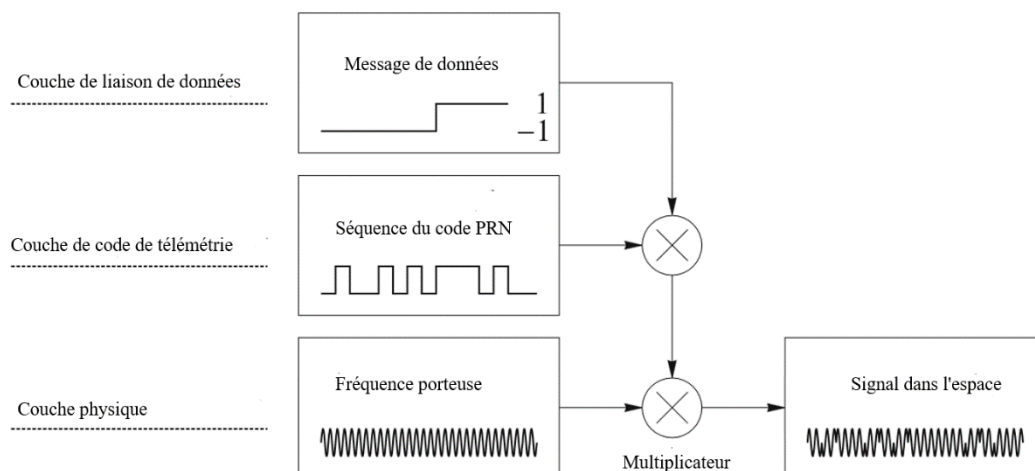 Couche de liaison de données
Message de données
1
−1
Couche de code de télémétrie
Séquence du code PRN
Couche physique
Fréquence porteuse
Signal dans l'espace
Multiplicateur